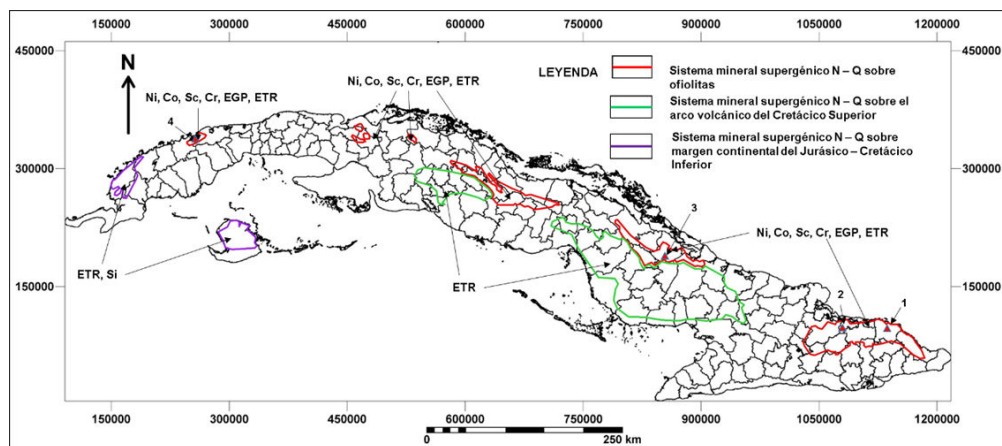 150000 300000 450000 600000 750000 900000 1050000 1200000
450000 450000
N
LEYENDA
Sistema mineral supergénico N – Q sobre
ofiolitas
Sistema mineral supergénico N – Q sobre el
arco volcánico del Cretácico Superior
Sistema mineral supergénico N – Q sobre
margen continental del Jurásico – Cretácico
Inferior
Ni, Co, Sc, Cr, EGP, ETR
Ni, Co, Sc, Cr, EGP, ETR
4
300000 300000
3
Ni, Co, Sc, Cr, EGP, ETR
ETR, Si
ETR
150000 150000
2
1
0 250 km
150000 300000 450000 600000 750000 900000 1050000 1200000